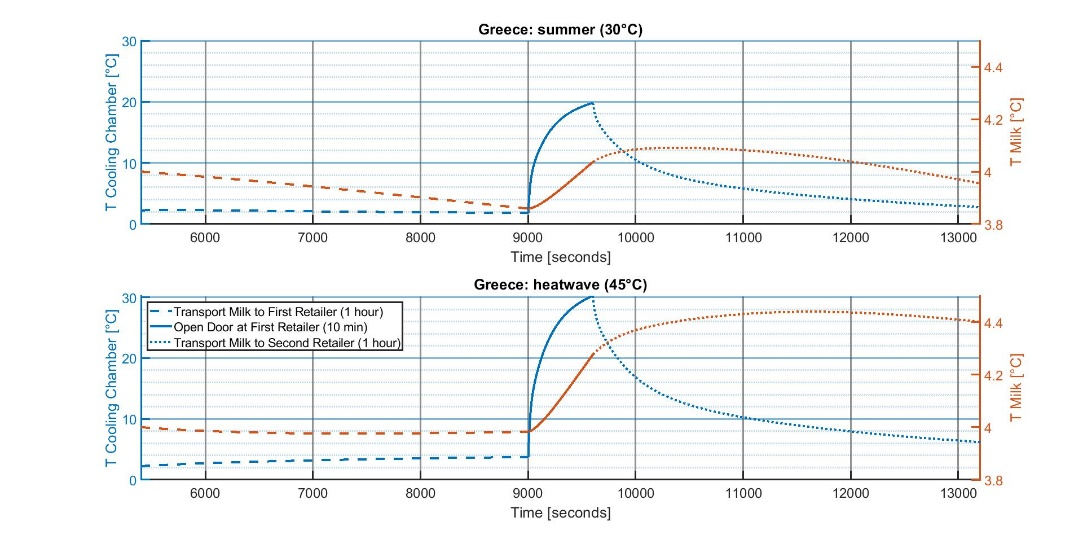 Greece: summer (30°C)
T Cooling Chamber [°C]
30
20
10
0
4.4
4.2
4
3.8
T Milk [°C]
6000 7000 8000 9000 10000 11000 12000 13000
Time [seconds]
Greece: heatwave (45°C)
T Cooling Chamber [°C]
30
20
10
0
Transport Milk to First Retailer (1 hour)
Open Door at First Retailer (10 min)
Transport Milk to Second Retailer (1 hour)
4.4
4.2
4
3.8
T Milk [°C]
6000 7000 8000 9000 10000 11000 12000 13000
Time [seconds]